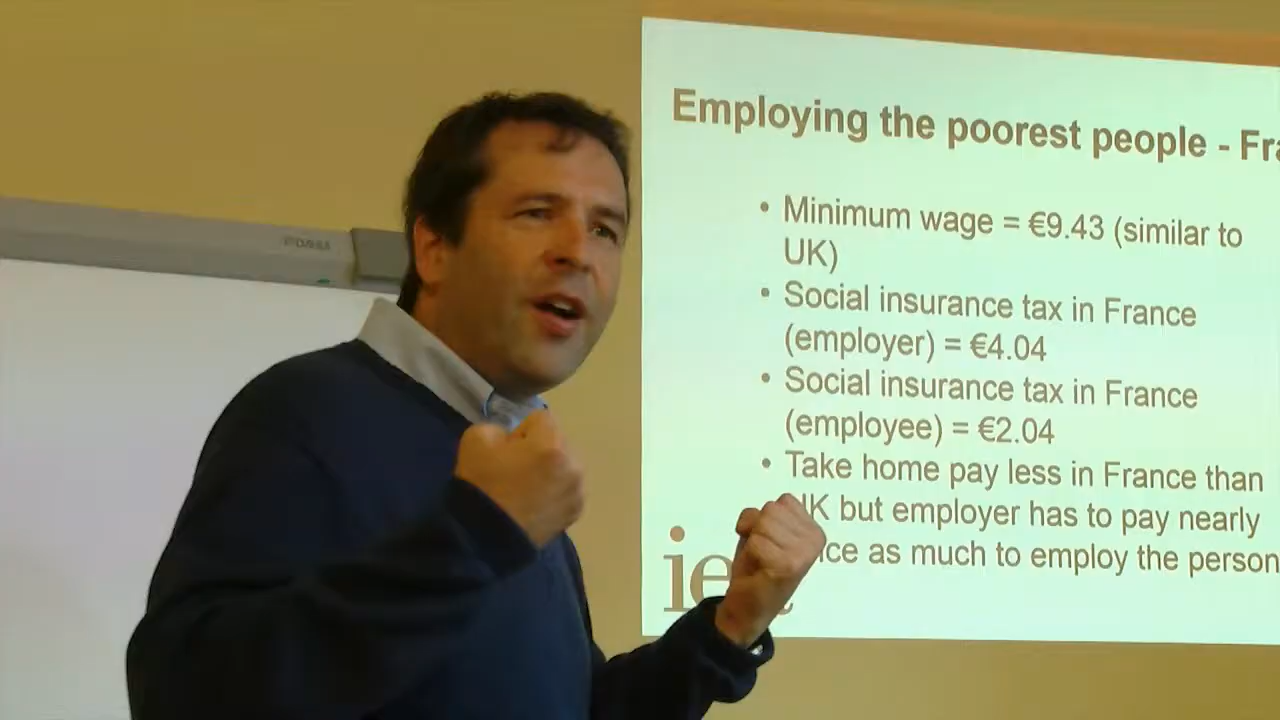 Employing the poorest people - Fra
• Minimum wage = €9.43 (similar to
UK)
• Social insurance tax in France
(employer) = €4.04
• Social insurance tax in France
(employee) = €2.04
• Take home pay less in France than
UK but employer has to pay nearly
ice as much to employ the person
ie